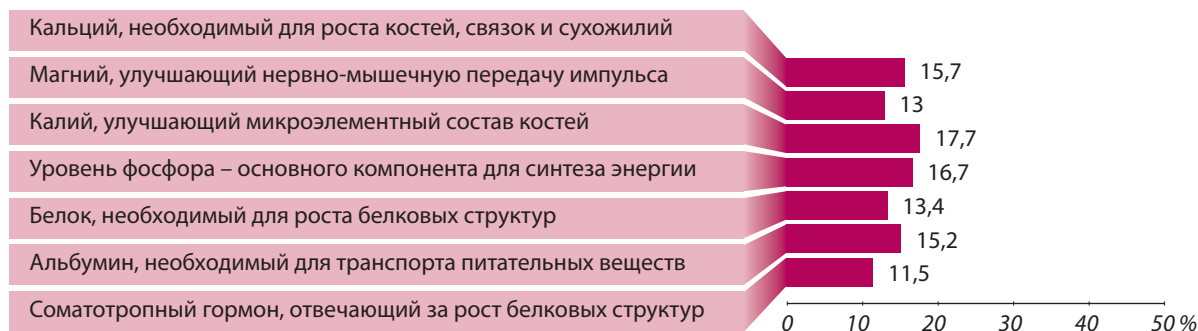 Кальций, необходимый для роста костей, связок и сухожилий
Магний, улучшающий нервно-мышечную передачу импульса
Калий, улучшающий микроэлементный состав костей
Уровень фосфора – основного компонента для синтеза энергии
Белок, необходимый для роста белковых структур
Альбумин, необходимый для транспорта питательных веществ
Соматотропный гормон, отвечающий за рост белковых структур
15,7
13
17,7
16,7
13,4
15,2
11,5
0 10 20 30 40 50 %